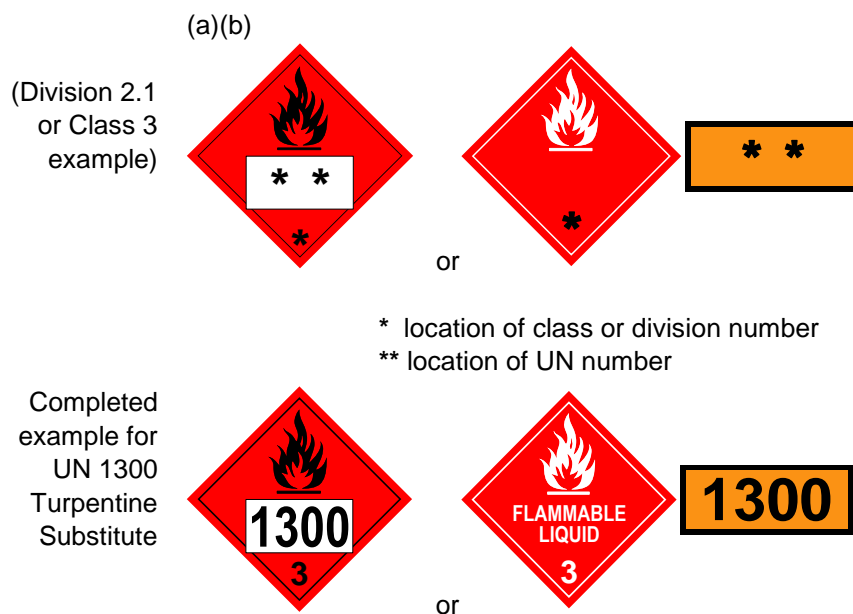 (a)(b)
(Division 2.1
or Class 3
example)
* *
*
*
* *
or
* location of class or division number
** location of UN number
Completed
example for
UN 1300
Turpentine
Substitute
1300
3
FLAMMABLE
LIQUID
3
1300
or